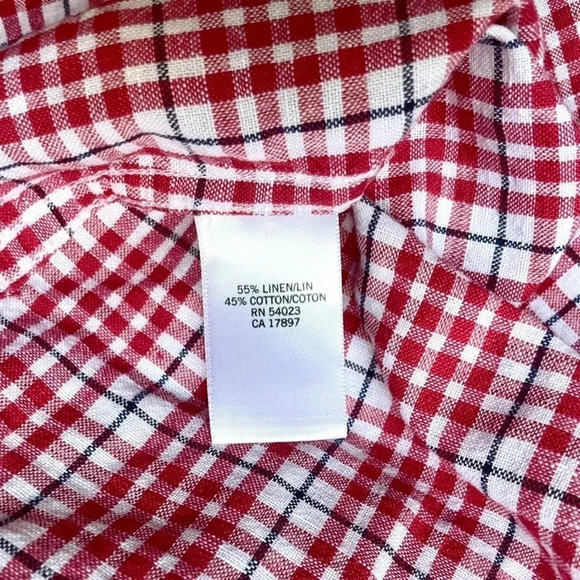 55% LINEN/LIN
45% COTTON/COTON
RN 54023
CA 17897